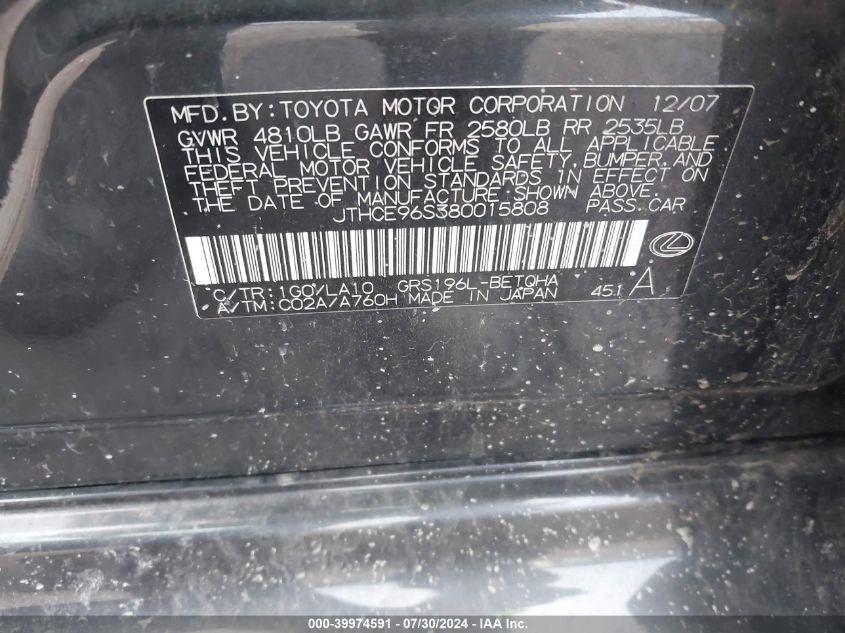 MFD.BY:TOYOTA MOTOR CORPORATION 12/07
GVWR 4810LB GAWR FR 2580LB RR 2535LB
THIS VEHICLE CONFORMS TO ALL APPLICABLE
FEDERAL MOTOR VEHICLE SAFETY, BUMPER, AND
THEFT PREVENTION STANDARDS IN EFFECT ON
THE DATE OF MANUFACTURE SHOWN ABOVE.
JTHCE96S380015808 PASS. CAR
C/TR:1G0/LA10 GRS196L-BETQHA
A/TM:C02A/A760H MADE IN JAPAN 451 A
000-39974591 - 07/30/2024 - IAA Inc.